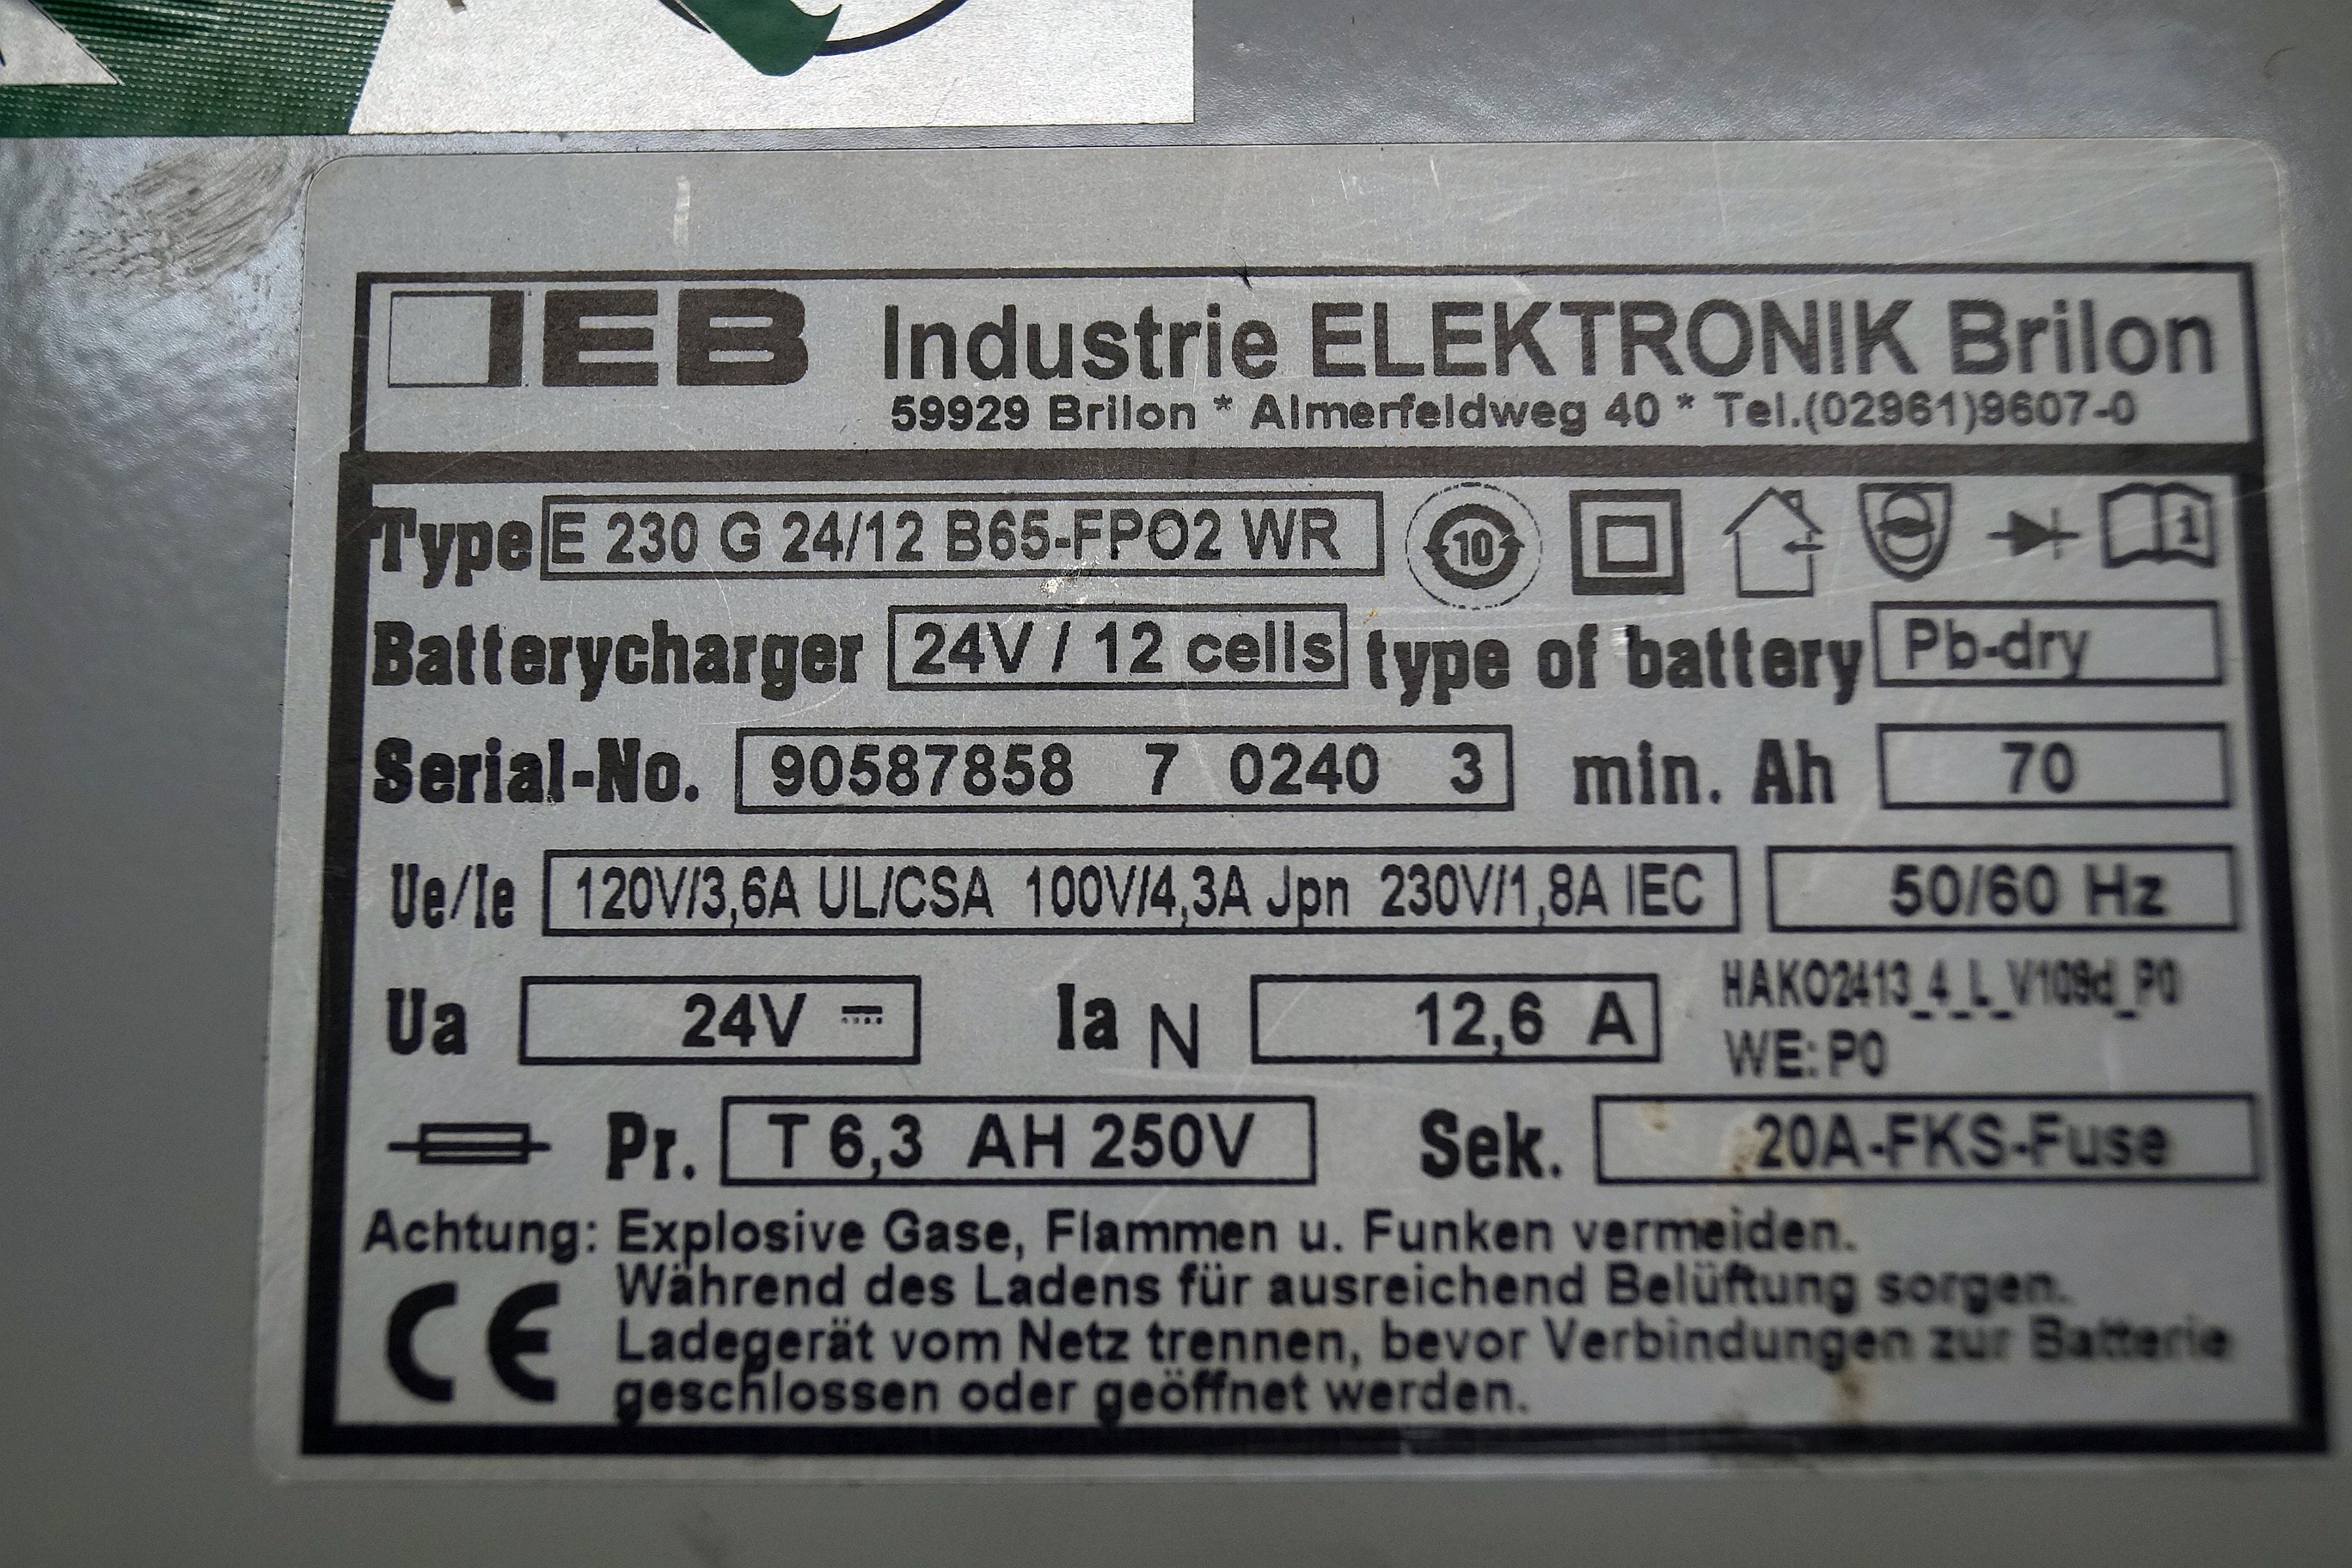 IEB Industrie ELEKTRONIK Brilon
59929 Brilon * Almerfeldweg 40 * Tel.(02961)9607-0
Type E 230 G 24/12 B65-FPO2 WR 10 i
Batterycharger 24V / 12 cells type of battery Pb-dry
Serial-No. 90587858 7 0240 3 min. Ah 70
Ue/Ie 120V/3,6A UL/CSA 100V/4,3A Jpn 230V/1,8A IEC 50/60 Hz
Ua 24V Ia N 12,6 A HAKO2413_4_L_V109d_P0
WE: P0
Pr. T 6,3 AH 250V Sek. 20A-FKS-Fuse
Achtung: Explosive Gase, Flammen u. Funken vermeiden.
Während des Ladens für ausreichend Belüftung sorgen.
Ladegerät vom Netz trennen, bevor Verbindungen zur Batterie
geschlossen oder geöffnet werden.
CE